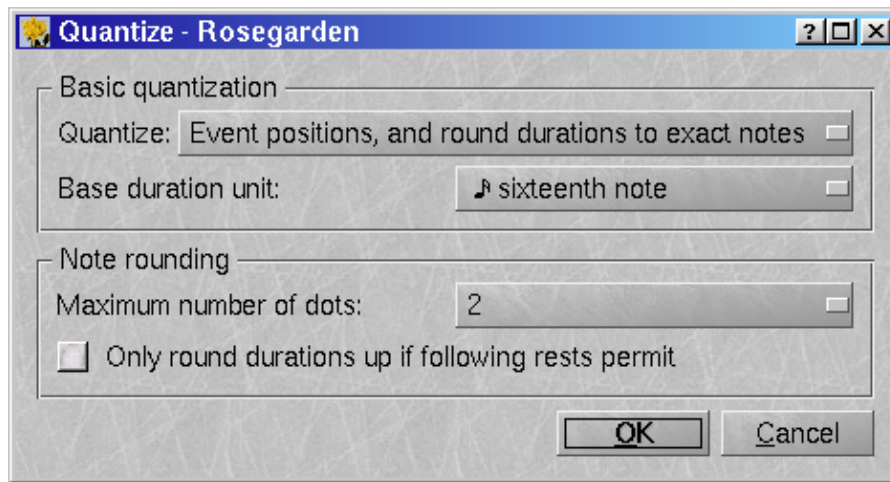 Quantize - Rosegarden
Basic quantization
Quantize: Event positions, and round durations to exact notes
Base duration unit: sixteenth note
Note rounding
Maximum number of dots: 2
Only round durations up if following rests permit
OK Cancel